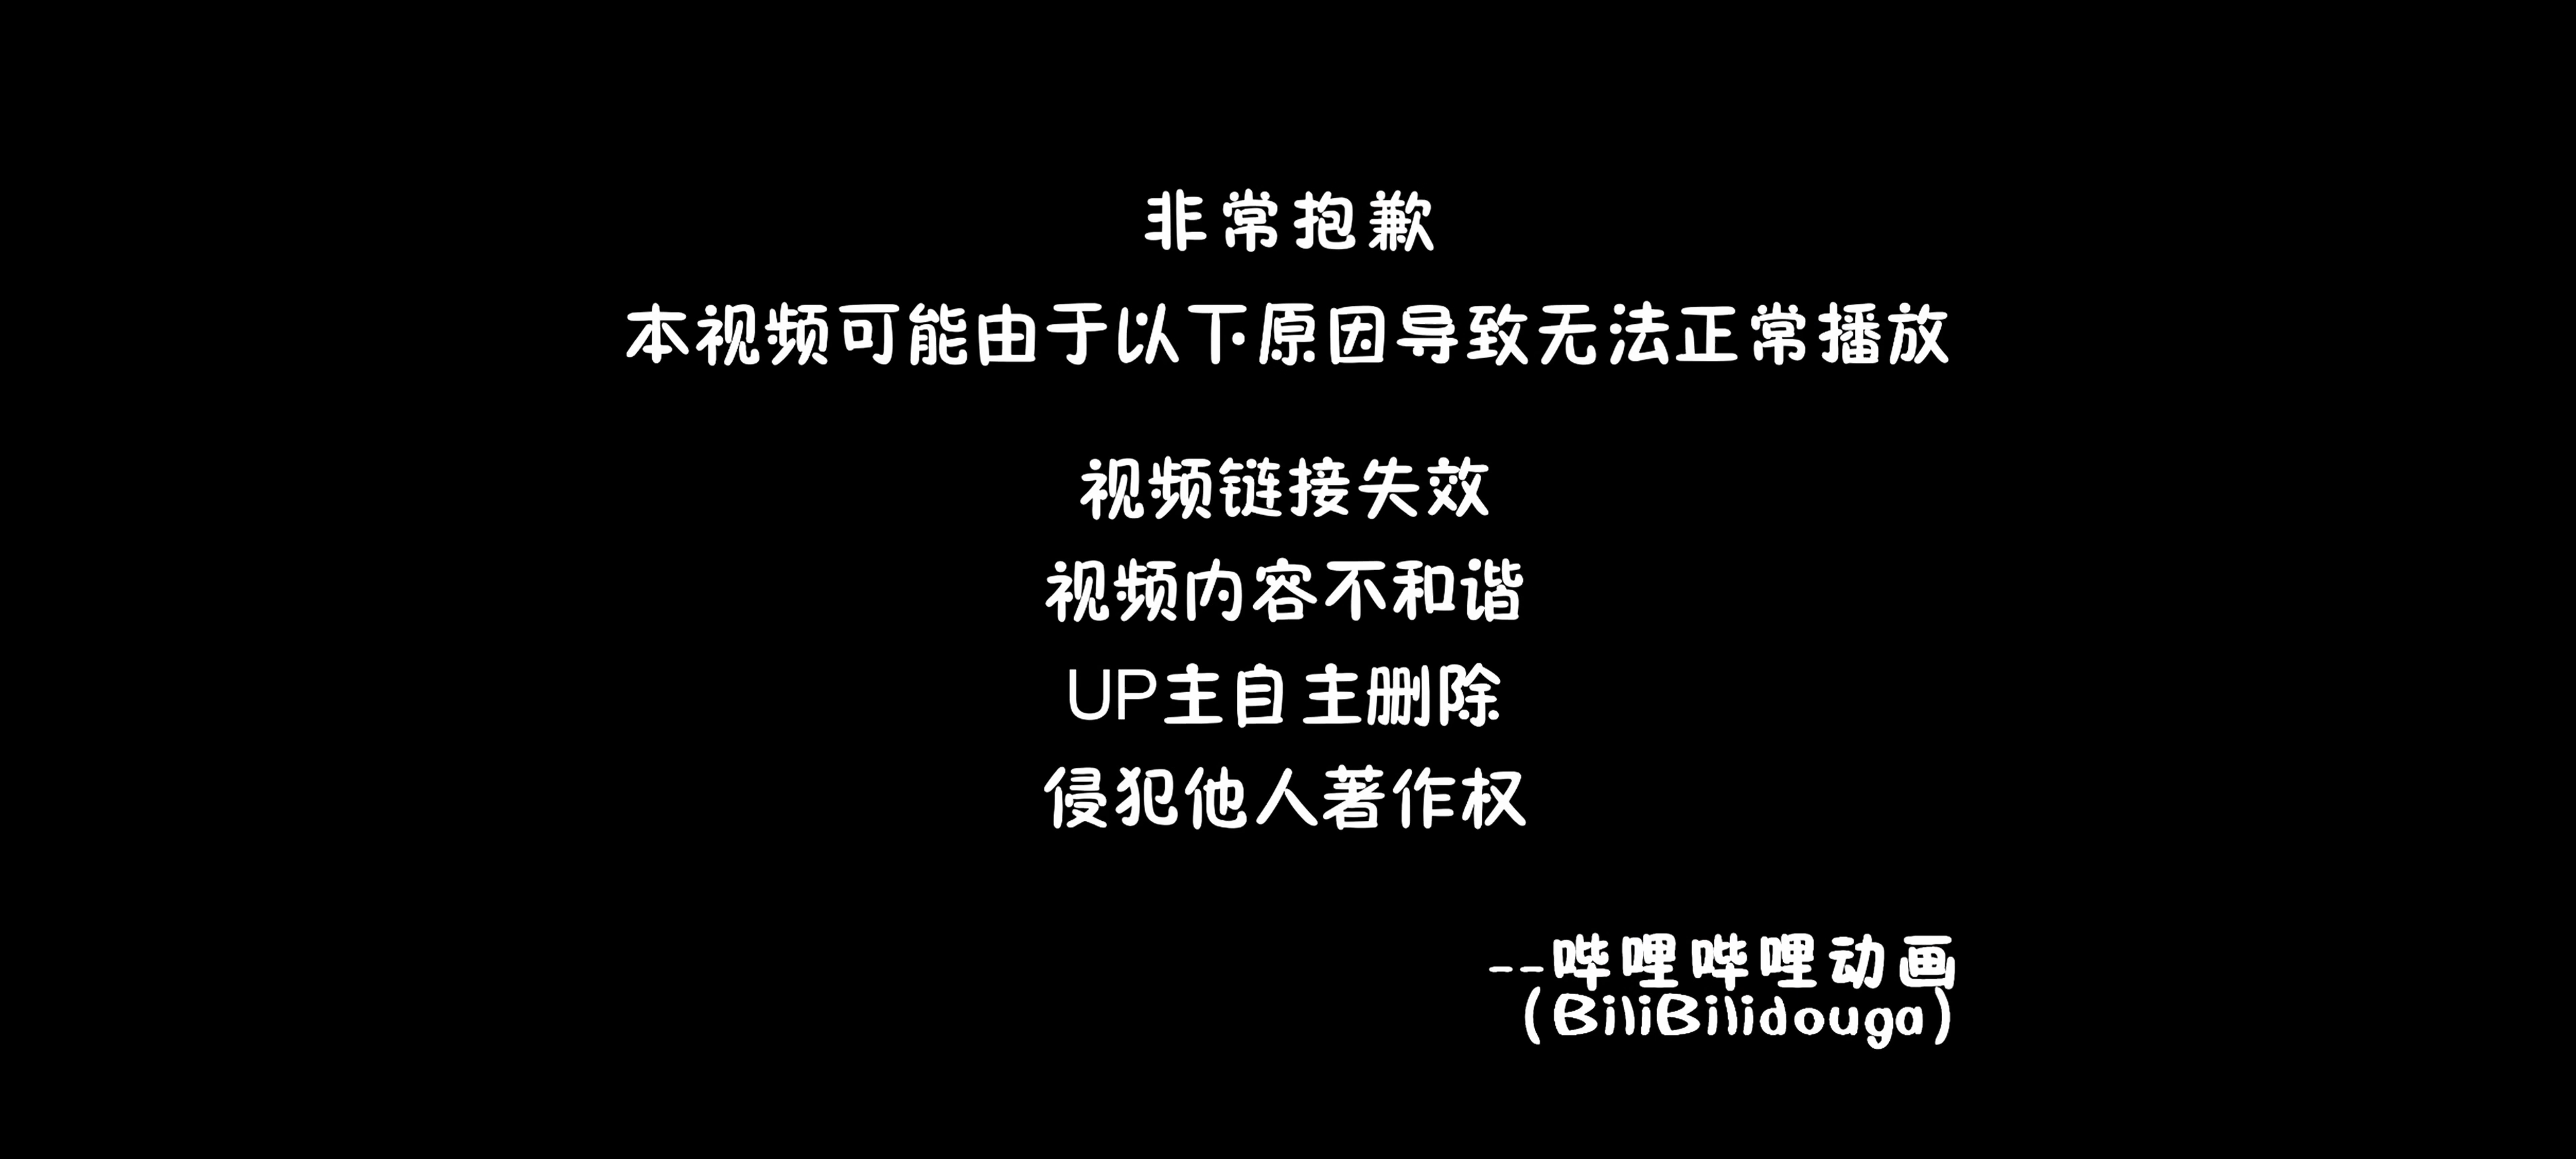 非常抱歉
本视频可能由于以下原因导致无法正常播放
视频链接失效
视频内容不和谐
UP主自主删除
侵犯他人著作权
--哔哩哔哩动画
(BiliBilidouga)